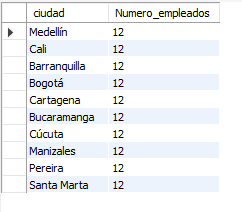 ciudad Numero_empleados
Medellín 12
Cali 12
Barranquilla 12
Bogotá 12
Cartagena 12
Bucaramanga 12
Cúcuta 12
Manizales 12
Pereira 12
Santa Marta 12